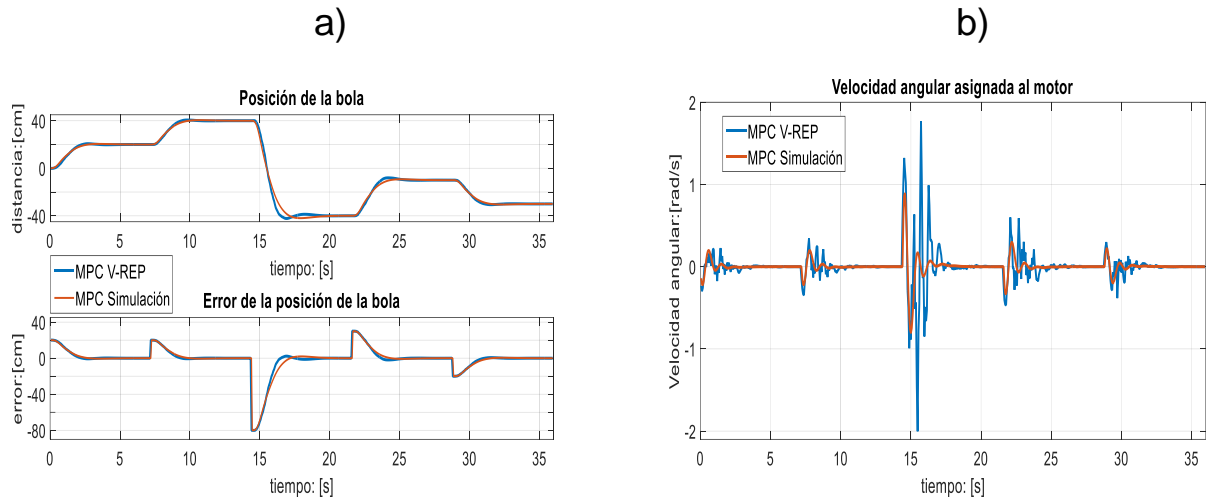 a)
Posición de la bola
distancia:[cm]
40
0
-40
0 5 10 15 20 25 30 35
tiempo: [s]
MPC V-REP
MPC Simulación
Error de la posición de la bola
error:[cm]
40
0
-40
-80
0 5 10 15 20 25 30 35
tiempo: [s]
b)
Velocidad angular asignada al motor
Velocidad angular:[rad/s]
2
1
0
-1
-2
MPC V-REP
MPC Simulación
0 5 10 15 20 25 30 35
tiempo: [s]